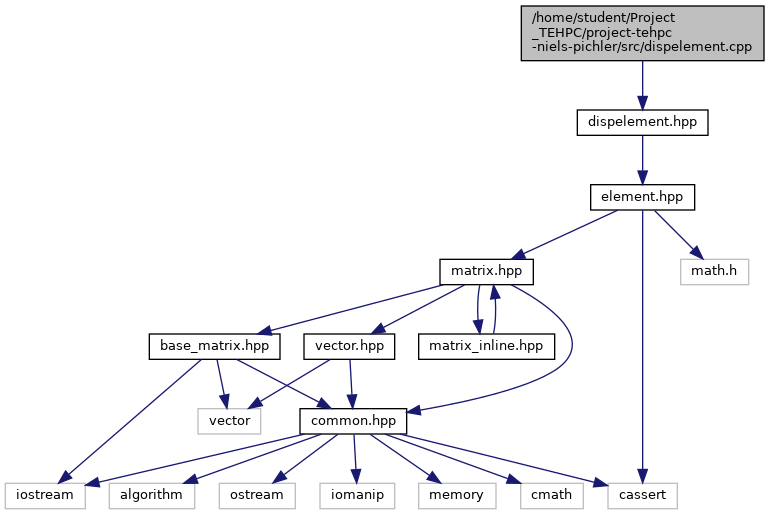 /home/student/Project
_TEHPC/project-tehpc
-niels-pichler/src/dispelement.cpp
dispelement.hpp
element.hpp
matrix.hpp
math.h
base_matrix.hpp
vector.hpp
matrix_inline.hpp
vector
common.hpp
iostream
algorithm
ostream
iomanip
memory
cmath
cassert